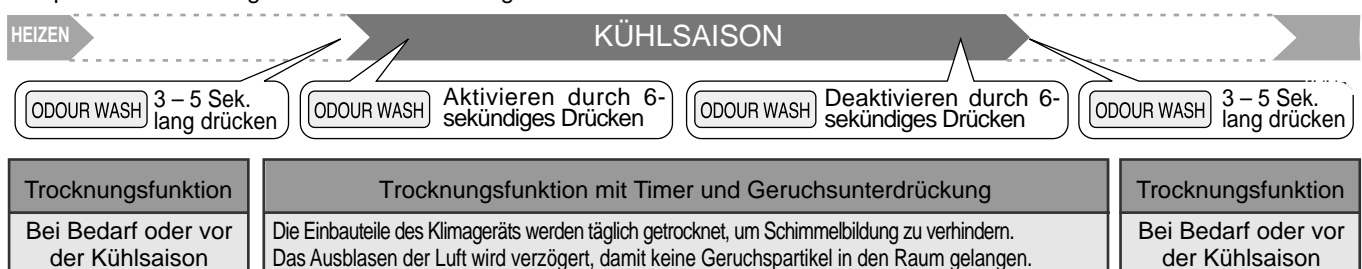 HEIZEN
KÜHLSAISON
ODOUR WASH
3 – 5 Sek.
lang drücken
ODOUR WASH
Aktivieren durch 6-
sekündiges Drücken
ODOUR WASH
Deaktivieren durch 6-
sekündiges Drücken
ODOUR WASH
3 – 5 Sek.
lang drücken
Trocknungsfunktion
Bei Bedarf oder vor
der Kühlsaison
Trocknungsfunktion mit Timer und Geruchsunterdrückung
Die Einbauteile des Klimageräts werden täglich getrocknet, um Schimmelbildung zu verhindern.
Das Ausblasen der Luft wird verzögert, damit keine Geruchspartikel in den Raum gelangen.
Trocknungsfunktion
Bei Bedarf oder vor
der Kühlsaison